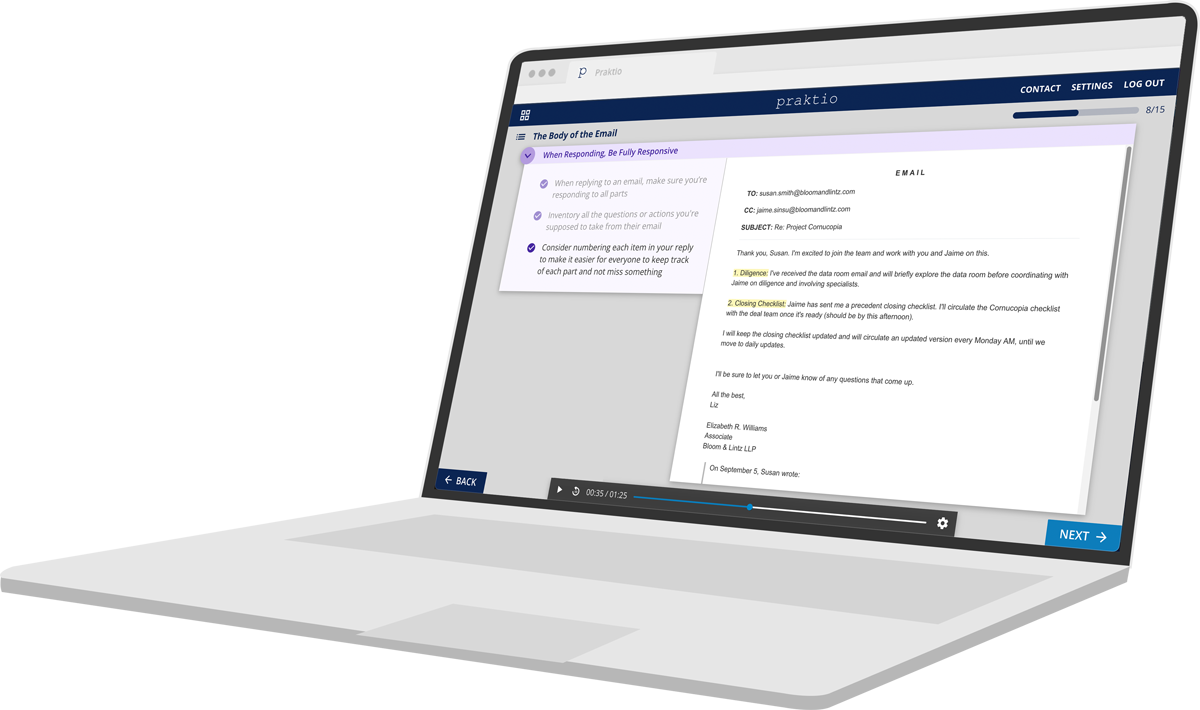 p Praktio
praktio
CONTACT SETTINGS LOG OUT
The Body of the Email
8/15
When Responding, Be Fully Responsive
When replying to an email, make sure you're
responding to all parts
Inventory all the questions or actions you're
supposed to take from their email
Consider numbering each item in your reply
to make it easier for everyone to keep track
of each part and not miss something
EMAIL
TO: susan.smith@bloomandlintz.com
CC: jaime.sinsu@bloomandlintz.com
SUBJECT: Re: Project Cornucopia
Thank you, Susan. I'm excited to join the team and work with you and Jaime on this.
1. Diligence: I've received the data room email and will briefly explore the data room before coordinating with
Jaime on diligence and involving specialists.
2. Closing Checklist: Jaime has sent me a precedent closing checklist. I'll circulate the Cornucopia checklist
with the deal team once it's ready (should be by this afternoon).
I will keep the closing checklist updated and will circulate an updated version every Monday AM, until we
move to daily updates.
I'll be sure to let you or Jaime know of any questions that come up.
All the best,
Liz
Elizabeth R. Williams
Associate
Bloom & Lintz LLP
On September 5, Susan wrote:
BACK
00:35 / 01:25
NEXT